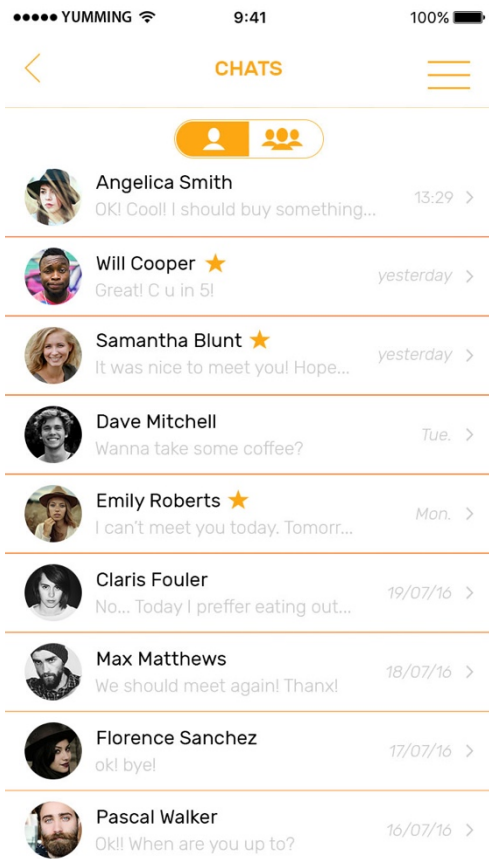 YUMMING 9:41 100%
CHATS
Angelica Smith
OK! Cool! I should buy something... 13:29
Will Cooper
Great! C u in 5! yesterday
Samantha Blunt
It was nice to meet you! Hope... yesterday
Dave Mitchell
Wanna take some coffee? Tue.
Emily Roberts
I can't meet you today. Tomorr... Mon.
Claris Fouler
No... Today I preffer eating out... 19/07/16
Max Matthews
We should meet again! Thanx! 18/07/16
Florence Sanchez
ok! bye! 17/07/16
Pascal Walker
Ok!! When are you up to? 16/07/16